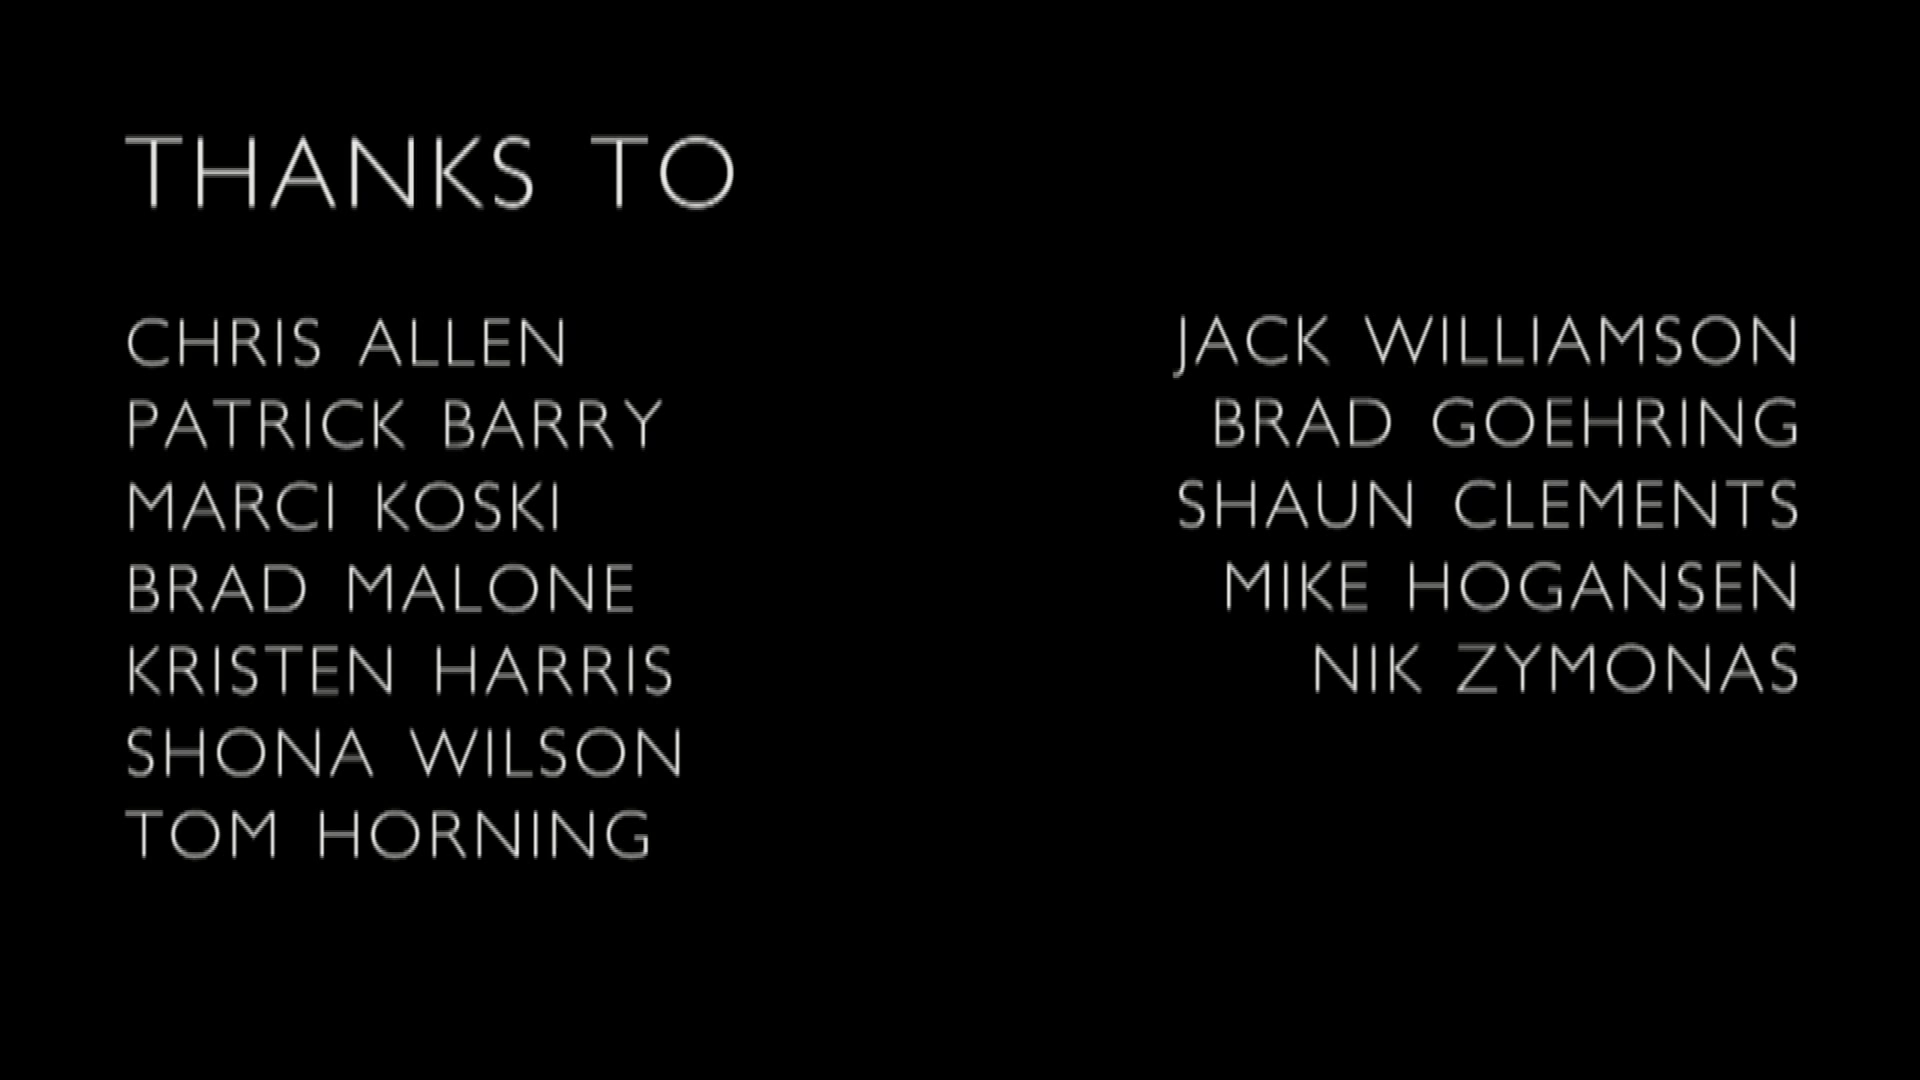 THANKS TO
CHRIS ALLEN
PATRICK BARRY
MARCI KOSKI
BRAD MALONE
KRISTEN HARRIS
SHONA WILSON
TOM HORNING
JACK WILLIAMSON
BRAD GOEHRING
SHAUN CLEMENTS
MIKE HOGANSEN
NIK ZYMONAS